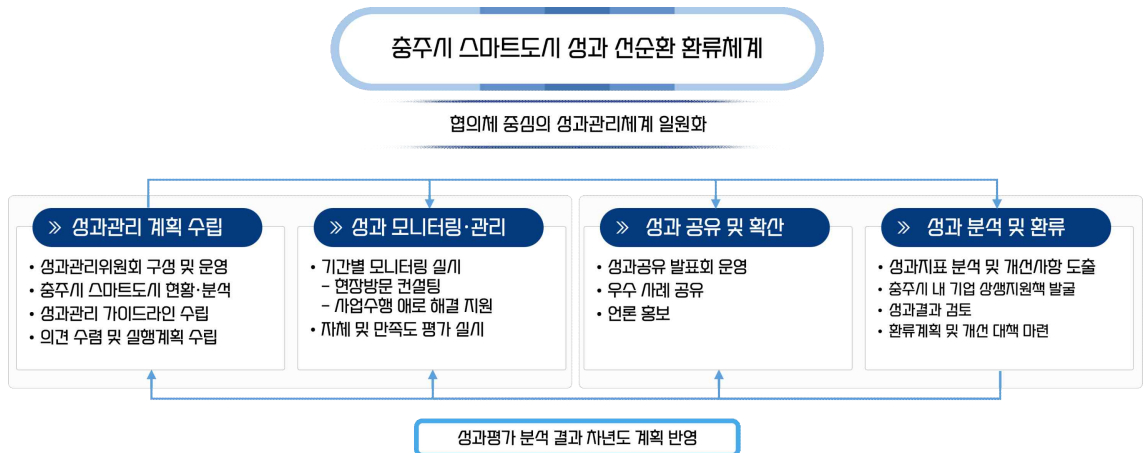 충주시 스마트도시 성과 선순환 환류체계
협의체 중심의 성과관리체계 일원화
» 성과관리 계획 수립
• 성과관리위원회 구성 및 운영
• 충주시 스마트도시 현황·분석
• 성과관리 가이드라인 수립
• 의견 수렴 및 실행계획 수립
» 성과 모니터링·관리
• 기간별 모니터링 실시
– 현장방문 컨설팅
– 사업수행 애로 해결 지원
• 자체 및 만족도 평가 실시
» 성과 공유 및 확산
• 성과공유 발표회 운영
• 우수 사례 공유
• 언론 홍보
» 성과 분석 및 환류
• 성과지표 분석 및 개선사항 도출
• 충주시 내 기업 상생지원책 발굴
• 성과결과 검토
• 환류계획 및 개선 대책 마련
성과평가 분석 결과 차년도 계획 반영